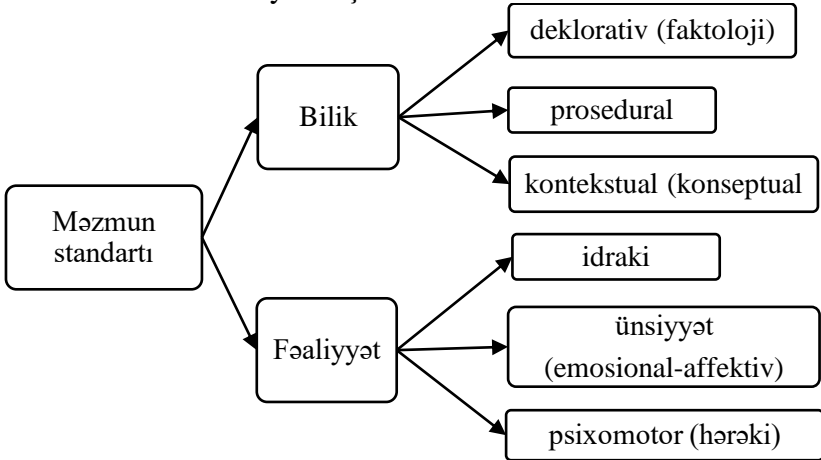 deklorativ (faktoloji)
Bilik
prosedural
kontekstual (konseptual
Məzmun
standartı
idraki
Fəaliyyət
ünsiyyət
(emosional-affektiv)
psixomotor (hərəki)